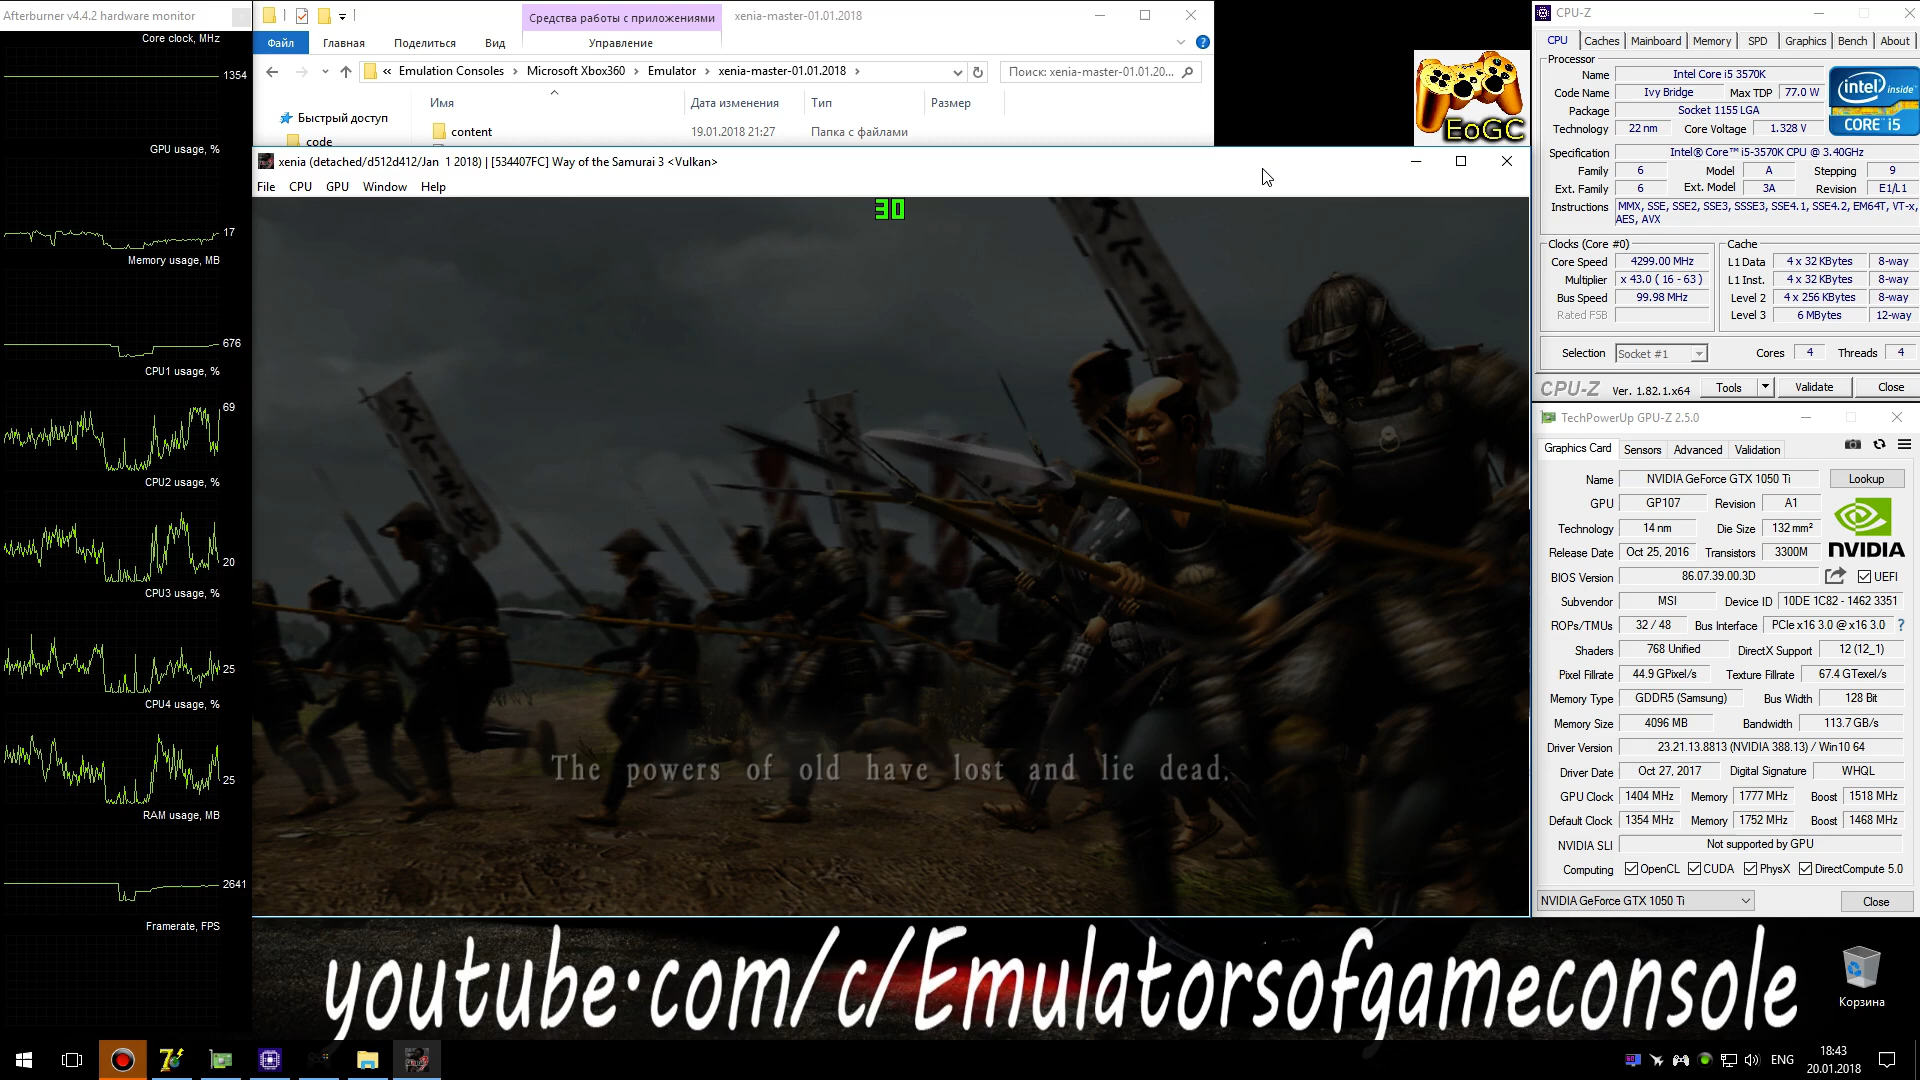 Afterburner v4.4.2 hardware monitor
Core clock, MHz
1354
GPU usage, %
17
Memory usage, MB
676
CPU1 usage, %
69
CPU2 usage, %
20
CPU3 usage, %
25
CPU4 usage, %
25
RAM usage, MB
2641
Framerate, FPS
Средства работы с приложениями
xenia-master-01.01.2018
Файл Главная Поделиться Вид Управление
« Emulation Consoles › Microsoft Xbox360 › Emulator › xenia-master-01.01.2018 ›
Поиск: xenia-master-01.01.20...
Имя Дата изменения Тип Размер
Быстрый доступ
code
content 19.01.2018 21:27 Папка с файлами
EoGC
xenia (detached/d512d412/Jan 1 2018) | [534407FC] Way of the Samurai 3 <Vulkan>
File CPU GPU Window Help
30
The powers of old have lost and lie dead.
CPU-Z
CPU Caches Mainboard Memory SPD Graphics Bench About
Processor
Name Intel Core i5 3570K
Code Name Ivy Bridge Max TDP 77.0 W
Package Socket 1155 LGA
Technology 22 nm Core Voltage 1.328 V
intel inside™
CORE i5
Specification Intel® Core™ i5-3570K CPU @ 3.40GHz
Family 6 Model A Stepping 9
Ext. Family 6 Ext. Model 3A Revision E1/L1
Instructions MMX, SSE, SSE2, SSE3, SSSE3, SSE4.1, SSE4.2, EM64T, VT-x,
AES, AVX
Clocks (Core #0)
Core Speed 4299.00 MHz
Multiplier x 43.0 ( 16 - 63 )
Bus Speed 99.98 MHz
Rated FSB
Cache
L1 Data 4 x 32 KBytes 8-way
L1 Inst. 4 x 32 KBytes 8-way
Level 2 4 x 256 KBytes 8-way
Level 3 6 MBytes 12-way
Selection Socket #1 Cores 4 Threads 4
CPU-Z Ver. 1.82.1.x64 Tools Validate Close
TechPowerUp GPU-Z 2.5.0
Graphics Card Sensors Advanced Validation
Name NVIDIA GeForce GTX 1050 Ti Lookup
GPU GP107 Revision A1
Technology 14 nm Die Size 132 mm²
Release Date Oct 25, 2016 Transistors 3300M
NVIDIA
BIOS Version 86.07.39.00.3D UEFI
Subvendor MSI Device ID 10DE 1C82 - 1462 3351
ROPs/TMUs 32 / 48 Bus Interface PCIe x16 3.0 @ x16 3.0 ?
Shaders 768 Unified DirectX Support 12 (12_1)
Pixel Fillrate 44.9 GPixel/s Texture Fillrate 67.4 GTexel/s
Memory Type GDDR5 (Samsung) Bus Width 128 Bit
Memory Size 4096 MB Bandwidth 113.7 GB/s
Driver Version 23.21.13.8813 (NVIDIA 388.13) / Win10 64
Driver Date Oct 27, 2017 Digital Signature WHQL
GPU Clock 1404 MHz Memory 1777 MHz Boost 1518 MHz
Default Clock 1354 MHz Memory 1752 MHz Boost 1468 MHz
NVIDIA SLI Not supported by GPU
Computing OpenCL CUDA PhysX DirectCompute 5.0
NVIDIA GeForce GTX 1050 Ti Close
youtube.com/c/Emulatorsofgameconsole
Корзина
ENG
18:43
20.01.2018